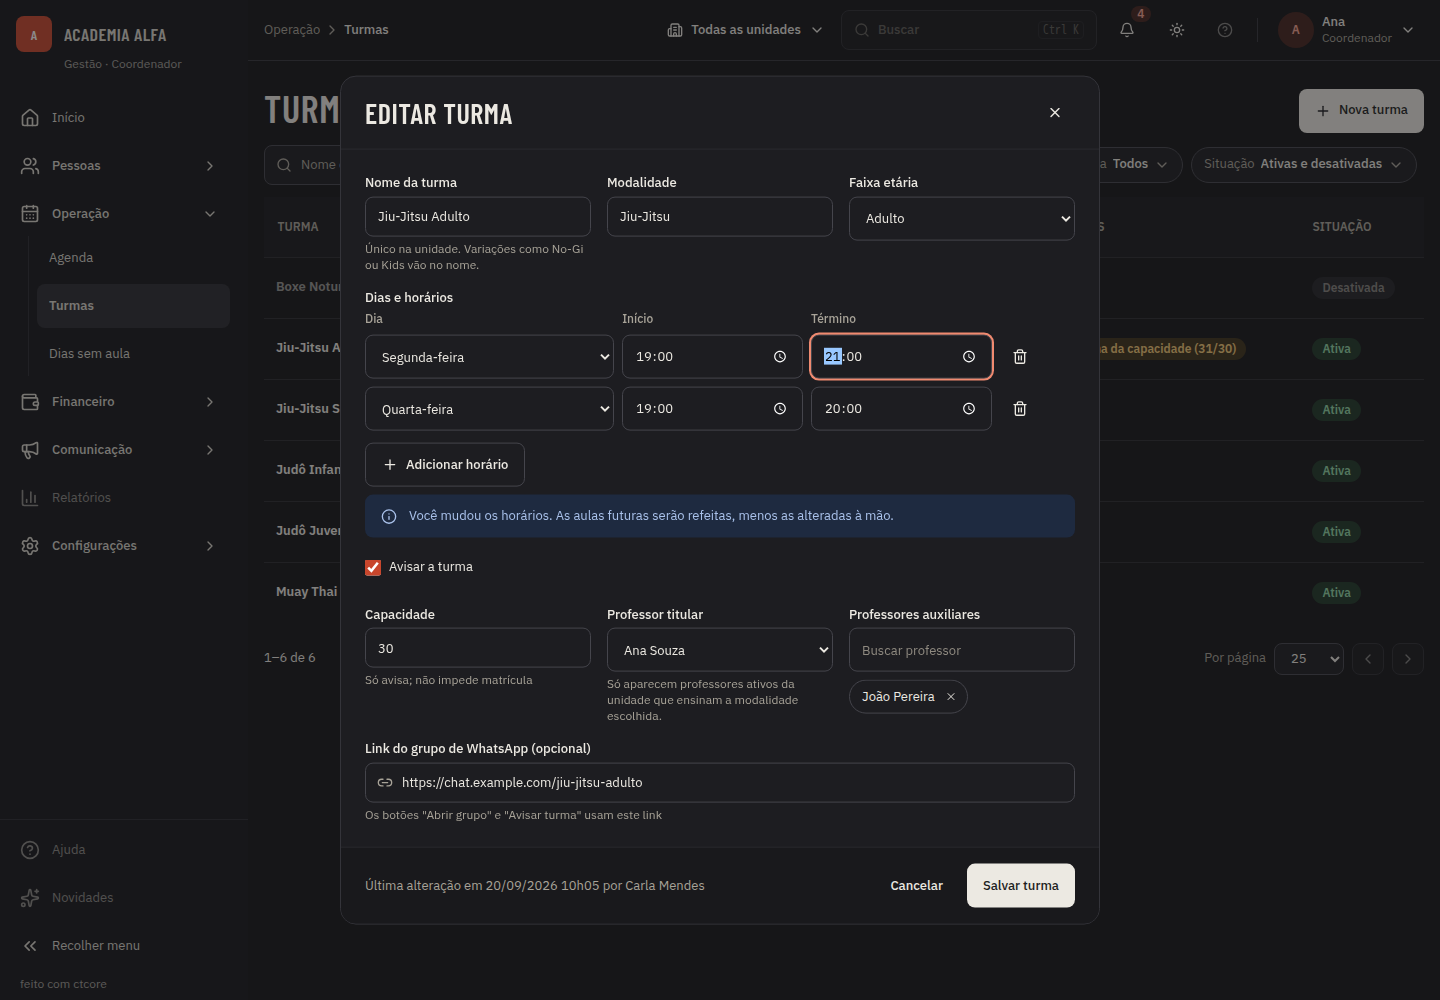 A
ACADEMIA ALFA
Gestão - Coordenador
Início
Pessoas
Operação
Agenda
Turmas
Dias sem aula
Financeiro
Comunicação
Relatórios
Configurações
Ajuda
Novidades
Recolher menu
feito com ctcore
Operação > Turmas
Todas as unidades
Buscar
Ctrl K
4
A
Ana
Coordenador
TURM
Nova turma
Nome
Todos
Situação Ativas e desativadas
TURMA
SITUAÇÃO
Boxe Notu
Desativada
Jiu-Jitsu A
da capacidade (31/30)
Ativa
Jiu-Jitsu S
Ativa
Judô Infan
Ativa
Judô Juve
Ativa
Muay Thai
Ativa
1–6 de 6
Por página
25
EDITAR TURMA
Nome da turma
Modalidade
Faixa etária
Jiu-Jitsu Adulto
Jiu-Jitsu
Adulto
Único na unidade. Variações como No-Gi
ou Kids vão no nome.
Dias e horários
Dia
Início
Término
Segunda-feira
19:00
21:00
Quarta-feira
19:00
20:00
Adicionar horário
Você mudou os horários. As aulas futuras serão refeitas, menos as alteradas à mão.
Avisar a turma
Capacidade
Professor titular
Professores auxiliares
30
Ana Souza
Buscar professor
Só avisa; não impede matrícula
Só aparecem professores ativos da
unidade que ensinam a modalidade
escolhida.
João Pereira
Link do grupo de WhatsApp (opcional)
https://chat.example.com/jiu-jitsu-adulto
Os botões "Abrir grupo" e "Avisar turma" usam este link
Última alteração em 20/09/2026 10h05 por Carla Mendes
Cancelar
Salvar turma